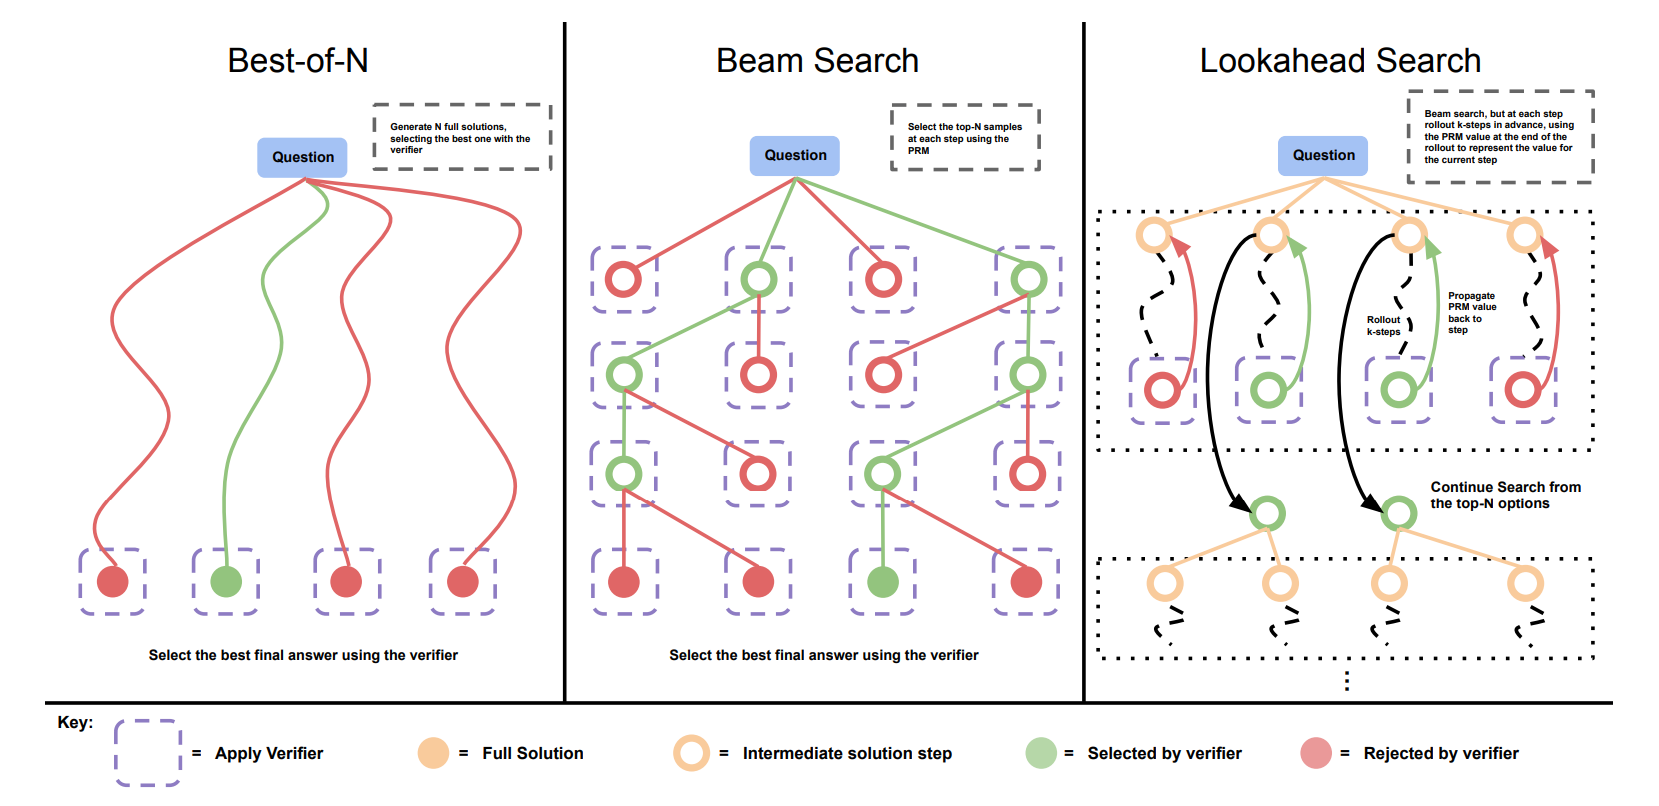 Best-of-N
Generate N full solutions,
selecting the best one with the
verifier
Question
Select the best final answer using the verifier
Beam Search
Select the top-N samples
at each step using the
PRM
Question
Select the best final answer using the verifier
Lookahead Search
Beam search, but at each step
rollout k-steps in advance, using
the PRM value at the end of the
rollout to represent the value for
the current step
Question
Rollout
k-steps
Propagate
PRM value
back to
step
Continue Search from
the top-N options
Key:
= Apply Verifier
= Full Solution
= Intermediate solution step
= Selected by verifier
= Rejected by verifier